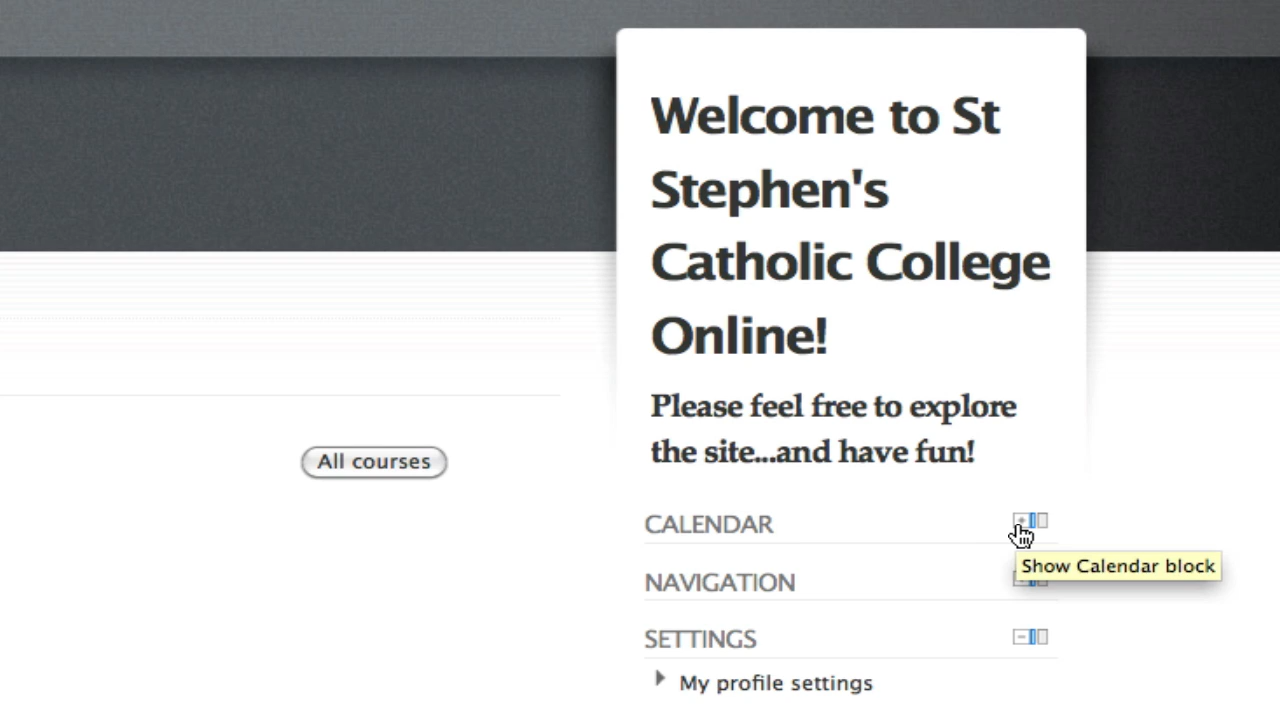 Welcome to St
Stephen's
Catholic College
Online!
Please feel free to explore
the site...and have fun!
All courses
CALENDAR
Show Calendar block
NAVIGATION
SETTINGS
My profile settings